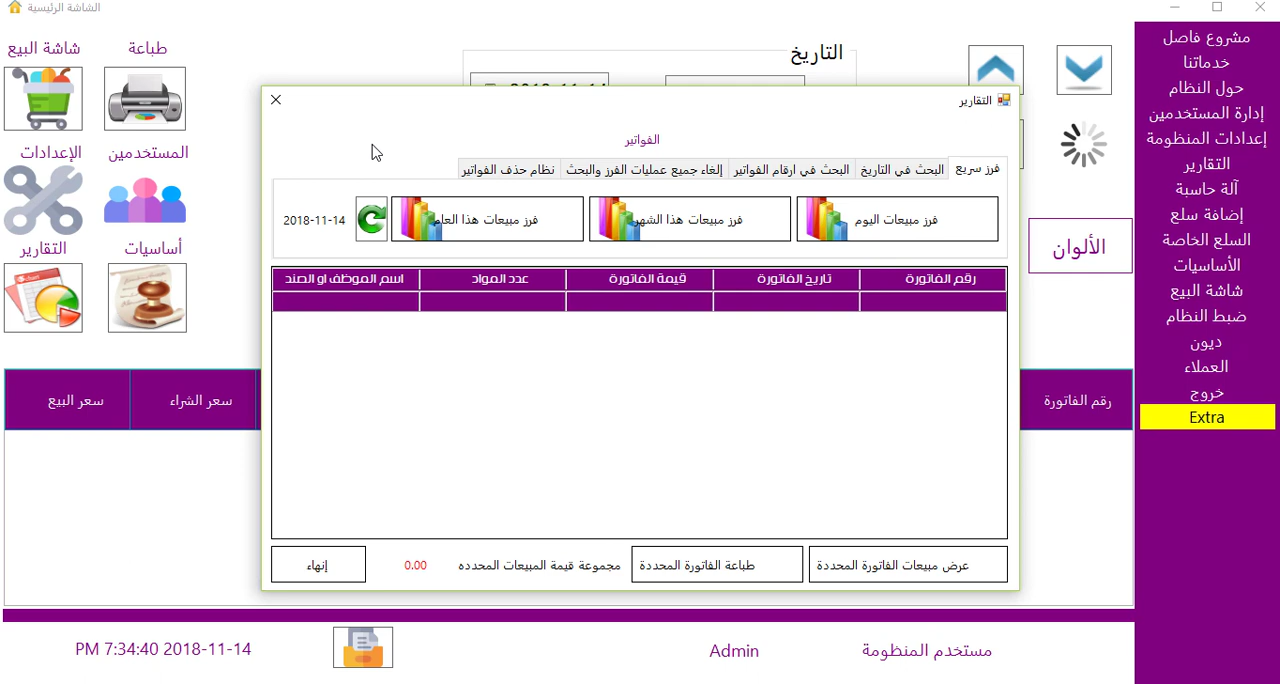 الشاشة الرئيسية
طباعة
شاشة البيع
المستخدمين
الإعدادات
أساسيات
التقارير
التاريخ
الألوان
مشروع فاصل
خدماتنا
حول النظام
إدارة المستخدمين
إعدادات المنظومة
التقارير
آلة حاسبة
إضافة سلع
السلع الخاصة
الأساسيات
شاشة البيع
ضبط النظام
ديون
العملاء
خروج
Extra
التقارير
الفواتير
فرز سريع
البحث في التاريخ
البحث في ارقام الفواتير
إلغاء جميع عمليات الفرز والبحث
نظام حذف الفواتير
فرز مبيعات اليوم
فرز مبيعات هذا الشهر
فرز مبيعات هذا العام
2018-11-14
رقم الفاتورة
تاريخ الفاتورة
قيمة الفاتورة
عدد المواد
اسم الموظف او الصند
عرض مبيعات الفاتورة المحددة
طباعة الفاتورة المحددة
مجموعة قيمة المبيعات المحدده
0.00
إنهاء
رقم الفاتورة
سعر الشراء
سعر البيع
مستخدم المنظومة
Admin
PM 7:34:40 2018-11-14